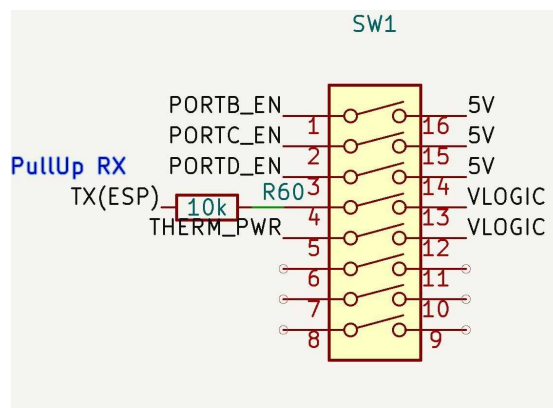 SW1
PORTB_EN 1 16 5V
PORTC_EN 2 15 5V
PullUp RX
PORTD_EN 3 14 5V
TX(ESP) 10k R60 4 13 VLOGIC
THERM_PWR 5 12 VLOGIC
6 11
7 10
8 9